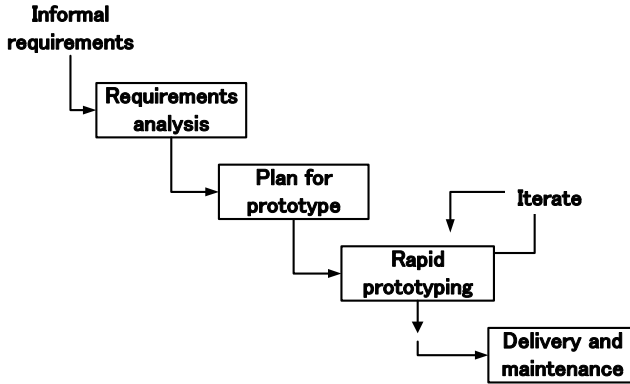 Informal
requirements
Requirements
analysis
Plan for
prototype
Iterate
Rapid
prototyping
Delivery and
maintenance